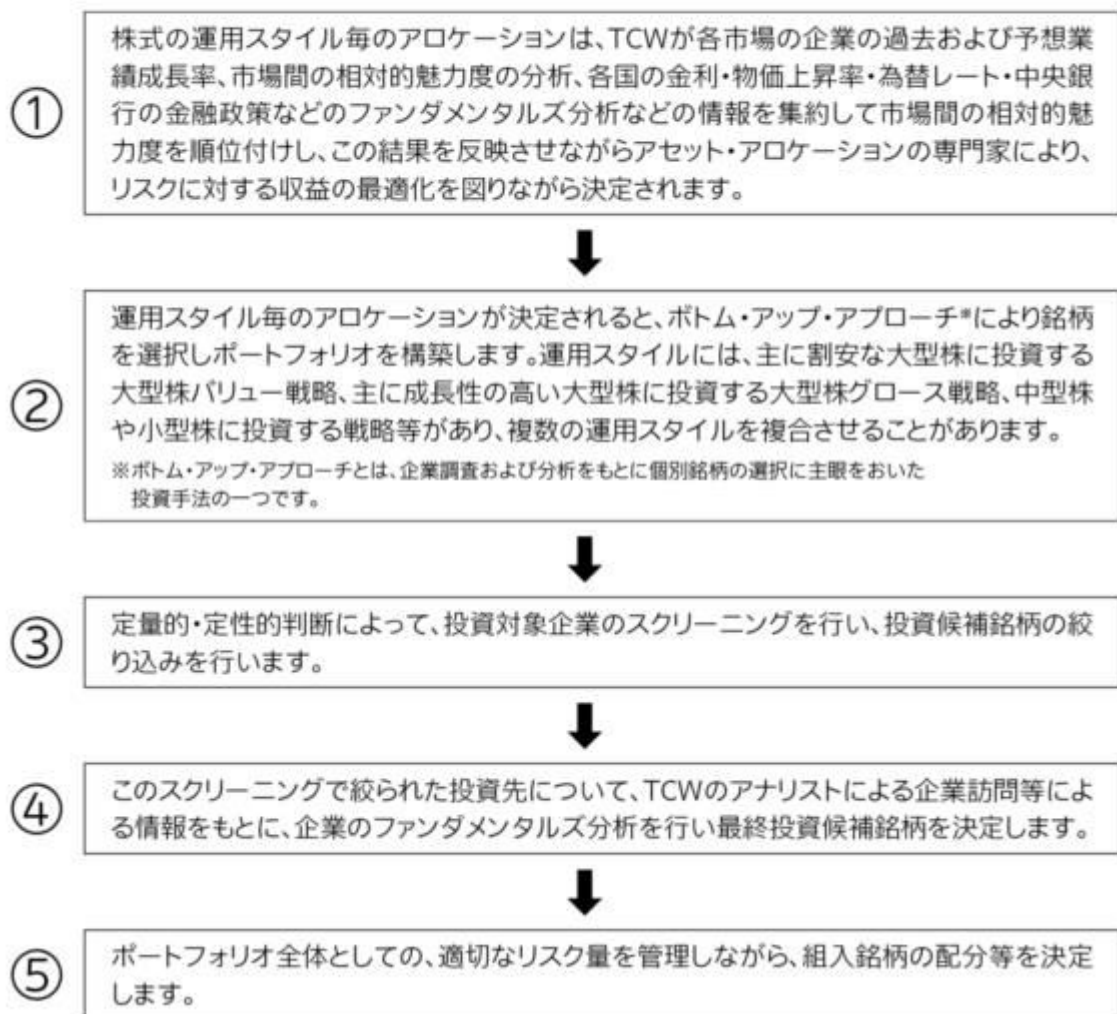 ①
株式の運用スタイル毎のアロケーションは、TCWが各市場の企業の過去および予想業
績成長率、市場間の相対的魅力度の分析、各国の金利・物価上昇率・為替レート・中央銀
行の金融政策などのファンダメンタルズ分析などの情報を集約して市場間の相対的魅
力度を順位付けし、この結果を反映させながらアセット・アロケーションの専門家により、
リスクに対する収益の最適化を図りながら決定されます。
②
運用スタイル毎のアロケーションが決定されると、ボトム・アップ・アプローチ※により銘柄
を選択しポートフォリオを構築します。運用スタイルには、主に割安な大型株に投資する
大型株バリュー戦略、主に成長性の高い大型株に投資する大型株グロース戦略、中型株
や小型株に投資する戦略等があり、複数の運用スタイルを複合させることがあります。
※ボトム・アップ・アプローチとは、企業調査および分析をもとに個別銘柄の選択に主眼をおいた
投資手法の一つです。
③
定量的・定性的判断によって、投資対象企業のスクリーニングを行い、投資候補銘柄の絞
り込みを行います。
④
このスクリーニングで絞られた投資先について、TCWのアナリストによる企業訪問等によ
る情報をもとに、企業のファンダメンタルズ分析を行い最終投資候補銘柄を決定します。
⑤
ポートフォリオ全体としての、適切なリスク量を管理しながら、組入銘柄の配分等を決定
します。